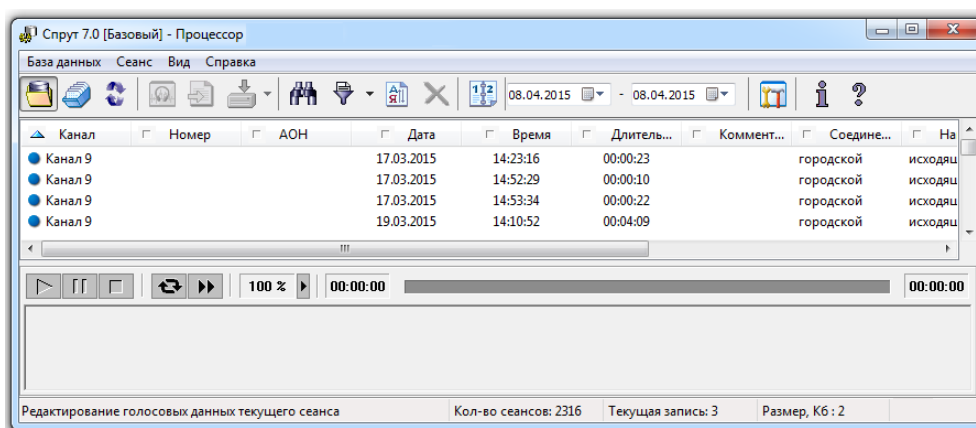 Спрут 7.0 [Базовый] - Процессор
База данных Сеанс Вид Справка
08.04.2015 - 08.04.2015
Канал Номер АОН Дата Время Длитель... Коммент... Соедине... На
Канал 9 17.03.2015 14:23:16 00:00:23 городской исходящ
Канал 9 17.03.2015 14:52:29 00:00:10 городской исходящ
Канал 9 17.03.2015 14:53:34 00:00:22 городской исходящ
Канал 9 19.03.2015 14:10:52 00:04:09 городской исходящ
100 % 00:00:00 00:00:00
Редактирование голосовых данных текущего сеанса Кол-во сеансов: 2316 Текущая запись: 3 Размер, Кб : 2